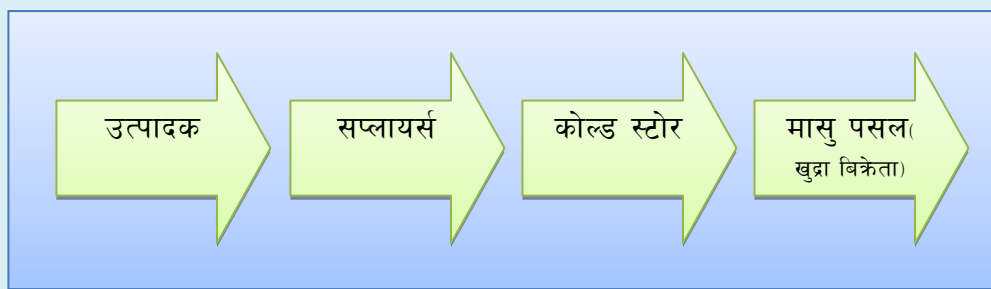 उत्पादक
सप्लायर्स
कोल्ड स्टोर
मासु पसल(
खुद्रा बिक्रेता)